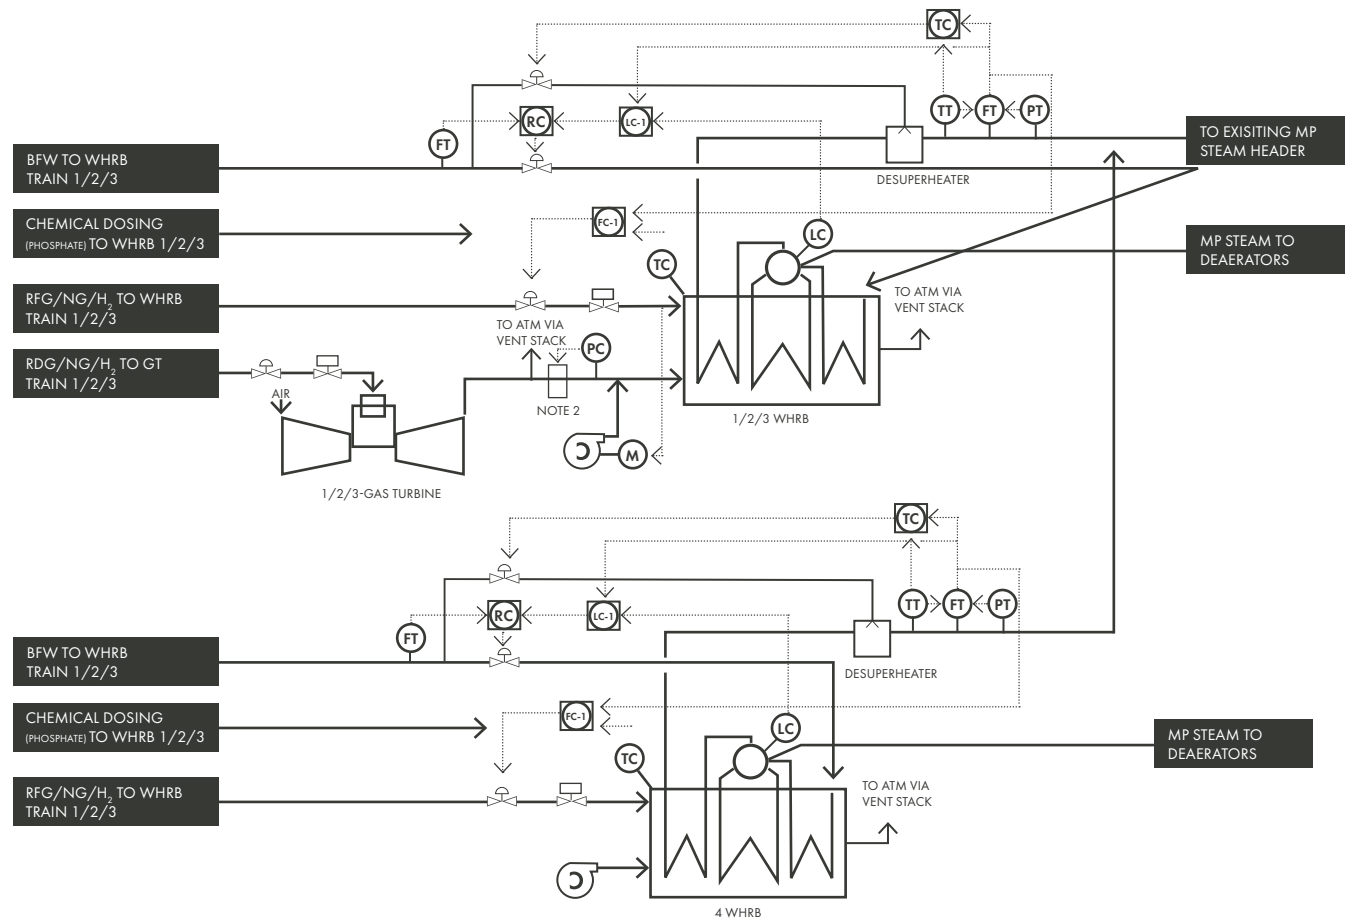 TC
TT
FT
PT
RC
LC-1
FT
TO EXISITING MP
STEAM HEADER
BFW TO WHRB
TRAIN 1/2/3
DESUPERHEATER
CHEMICAL DOSING
(PHOSPHATE) TO WHRB 1/2/3
FC-1
LC
MP STEAM TO
DEAERATORS
TC
RFG/NG/H2 TO WHRB
TRAIN 1/2/3
TO ATM VIA
VENT STACK
TO ATM VIA
VENT STACK
PC
RDG/NG/H2 TO GT
TRAIN 1/2/3
AIR
NOTE 2
1/2/3 WHRB
M
1/2/3-GAS TURBINE
TC
TT
FT
PT
RC
LC-1
FT
BFW TO WHRB
TRAIN 1/2/3
DESUPERHEATER
CHEMICAL DOSING
(PHOSPHATE) TO WHRB 1/2/3
FC-1
LC
MP STEAM TO
DEAERATORS
TC
RFG/NG/H2 TO WHRB
TRAIN 1/2/3
TO ATM VIA
VENT STACK
4 WHRB